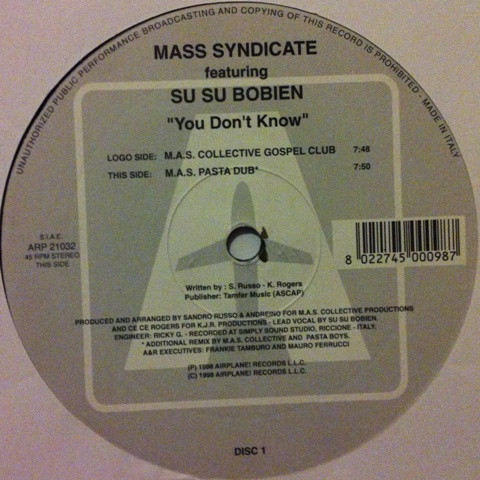 UNAUTHORIZED PUBLIC PERFORMANCE BROADCASTING AND COPYING OF THIS RECORD IS PROHIBITED - MADE IN ITALY
MASS SYNDICATE
featuring
SU SU BOBIEN
"You Don't Know"
LOGO SIDE: M.A.S. COLLECTIVE GOSPEL CLUB 7:48
THIS SIDE: M.A.S. PASTA DUB* 7:50
S.I.A.E.
ARP 21032
45 RPM STEREO
THIS SIDE
8 022745 000987
Written by : S. Russo - K. Rogers
Publisher: Tamfer Music (ASCAP)
PRODUCED AND ARRANGED BY SANDRO RUSSO & ANDREINO FOR M.A.S. COLLECTIVE PRODUCTIONS
AND CE CE ROGERS FOR K.J.R. PRODUCTIONS - LEAD VOCAL BY SU SU BOBIEN.
ENGINEER: RICKY G. - RECORDED AT SIMPLY SOUND STUDIO, RICCIONE - ITALY.
* ADDITIONAL REMIX BY M.A.S. COLLECTIVE AND PASTA BOYS.
A&R EXECUTIVES: FRANKIE TAMBURO AND MAURO FERRUCCI
(P) 1998 AIRPLANE! RECORDS L.L.C.
(C) 1998 AIRPLANE! RECORDS L.L.C.
DISC 1